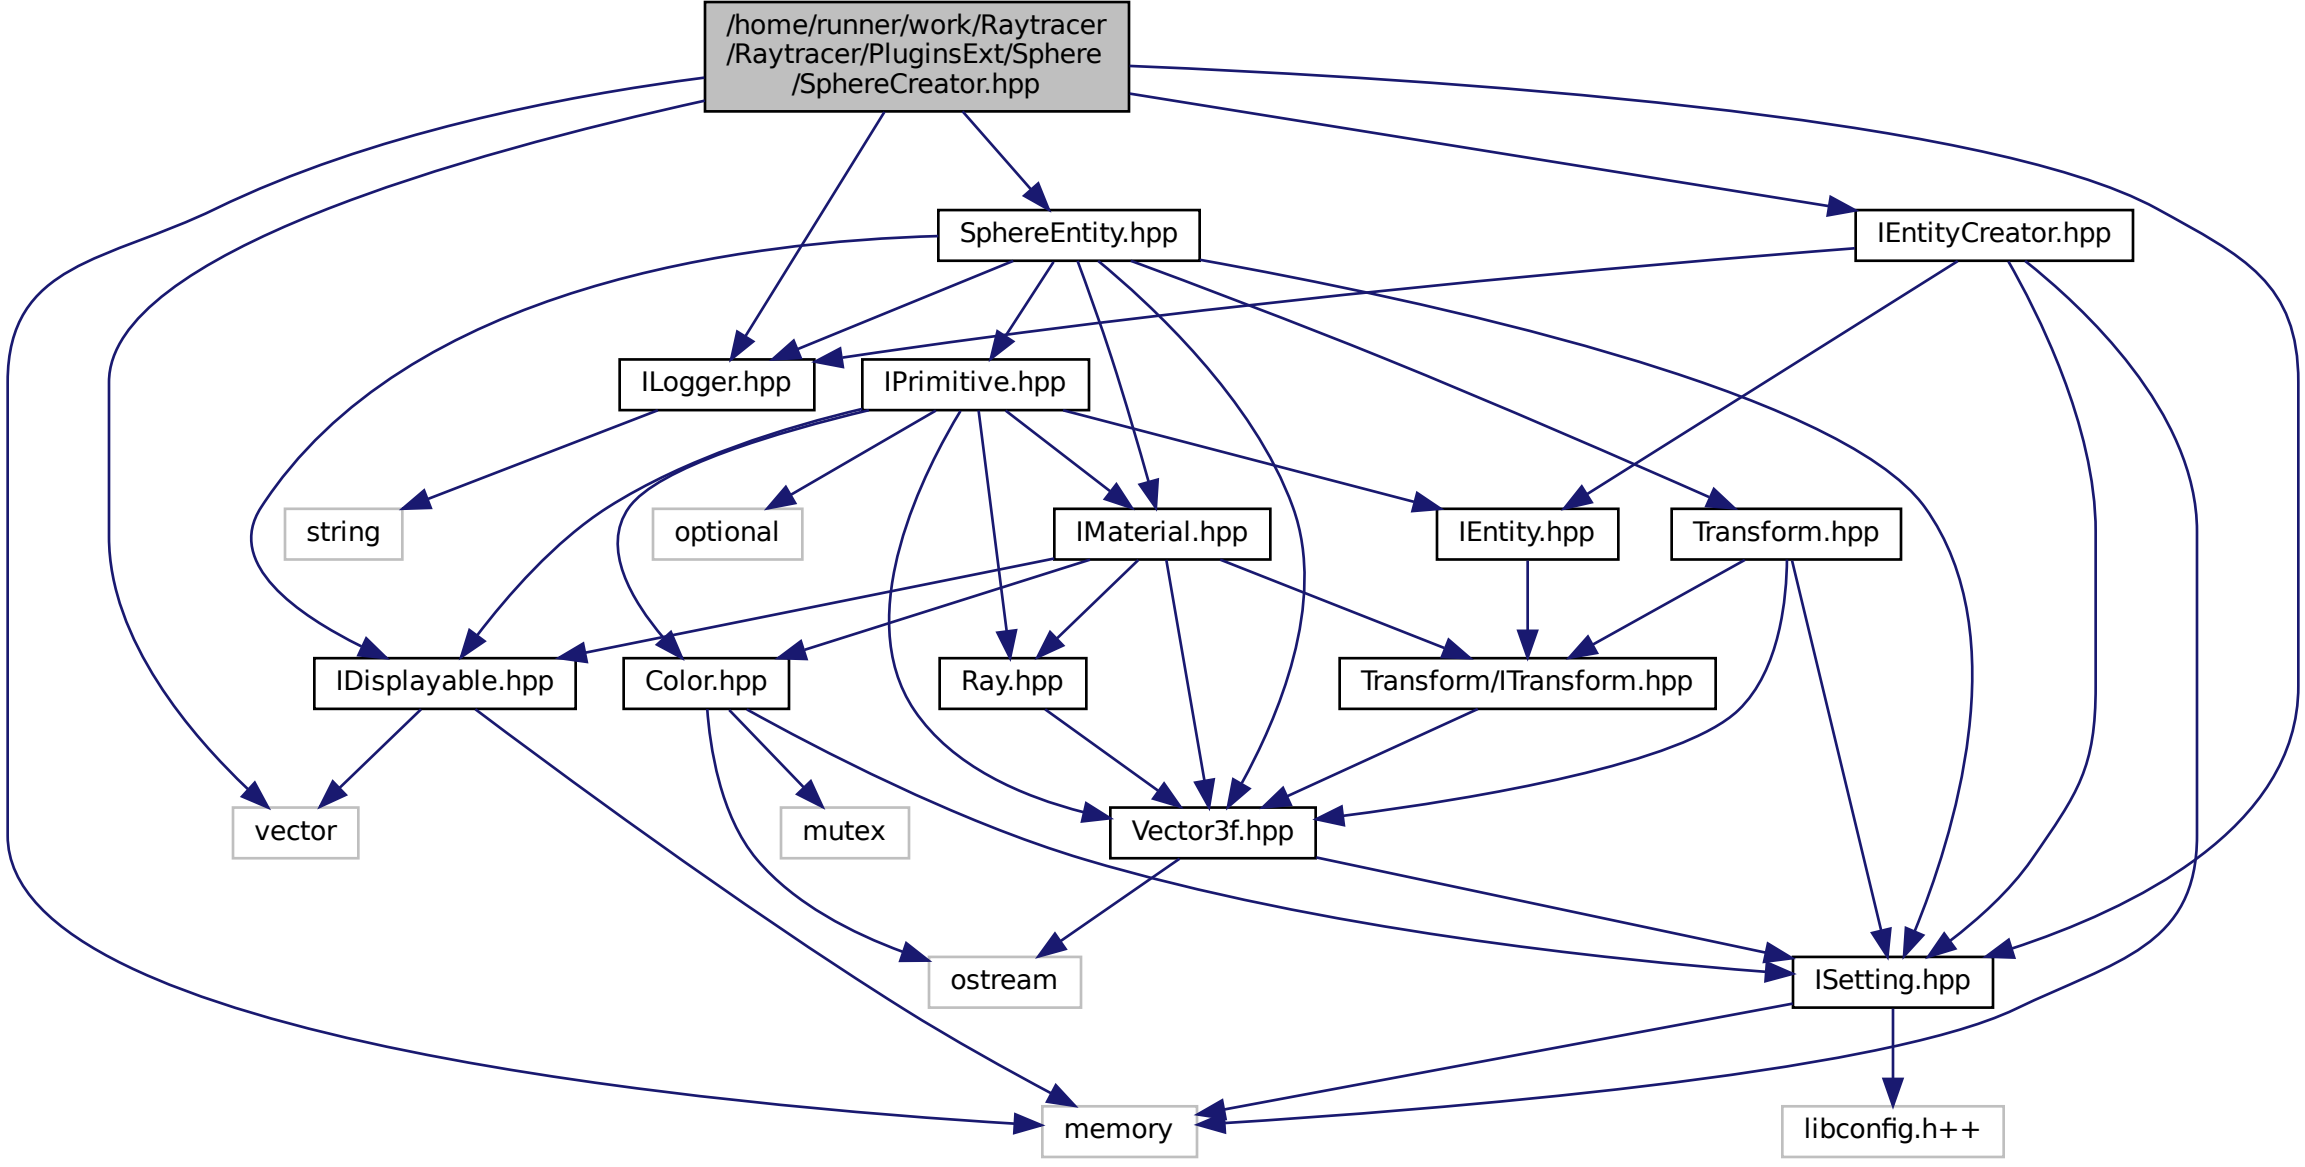 /home/runner/work/Raytracer
/Raytracer/PluginsExt/Sphere
/SphereCreator.hpp
SphereEntity.hpp
IEntityCreator.hpp
ILogger.hpp
IPrimitive.hpp
string
optional
IMaterial.hpp
IEntity.hpp
Transform.hpp
IDisplayable.hpp
Color.hpp
Ray.hpp
Transform/ITransform.hpp
vector
mutex
Vector3f.hpp
ostream
ISetting.hpp
memory
libconfig.h++